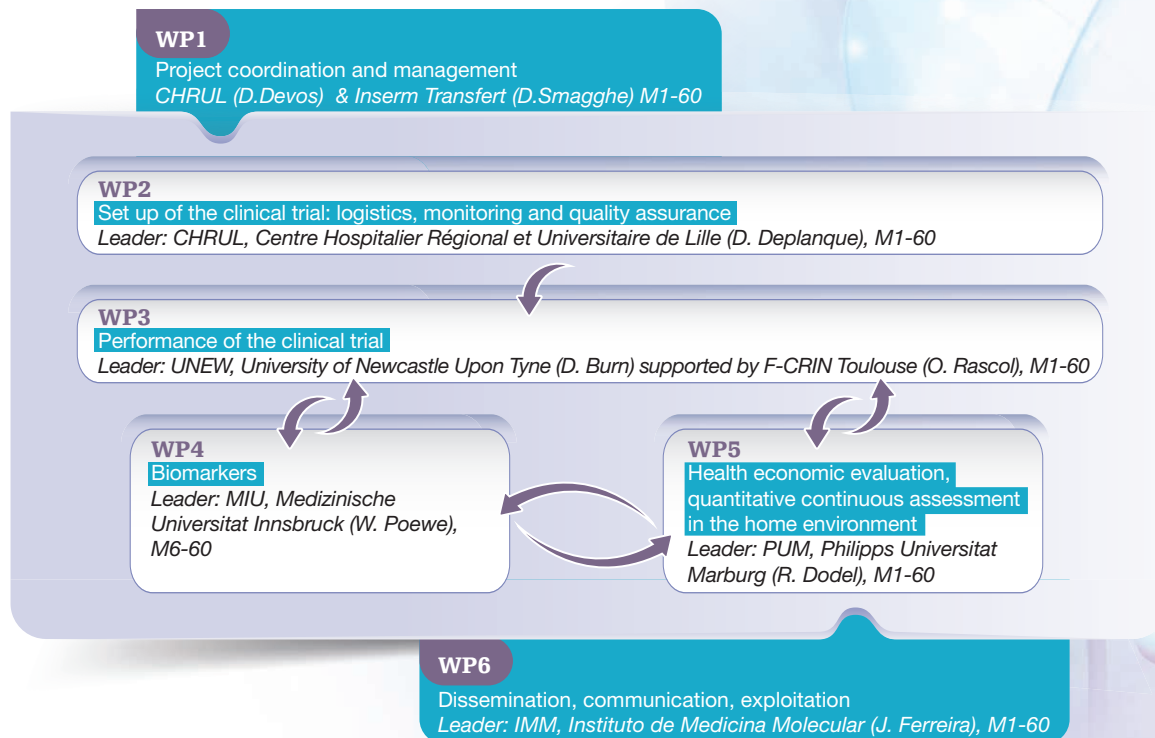 WP1
Project coordination and management
CHRUL (D.Devos) & Inserm Transfert (D.Smagghe) M1-60
WP2
Set up of the clinical trial: logistics, monitoring and quality assurance
Leader: CHRUL, Centre Hospitalier Régional et Universitaire de Lille (D. Deplanque), M1-60
WP3
Performance of the clinical trial
Leader: UNEW, University of Newcastle Upon Tyne (D. Burn) supported by F-CRIN Toulouse (O. Rascol), M1-60
WP4
Biomarkers
Leader: MIU, Medizinische
Universitat Innsbruck (W. Poewe),
M6-60
WP5
Health economic evaluation,
quantitative continuous assessment
in the home environment
Leader: PUM, Philipps Universitat
Marburg (R. Dodel), M1-60
WP6
Dissemination, communication, exploitation
Leader: IMM, Instituto de Medicina Molecular (J. Ferreira), M1-60